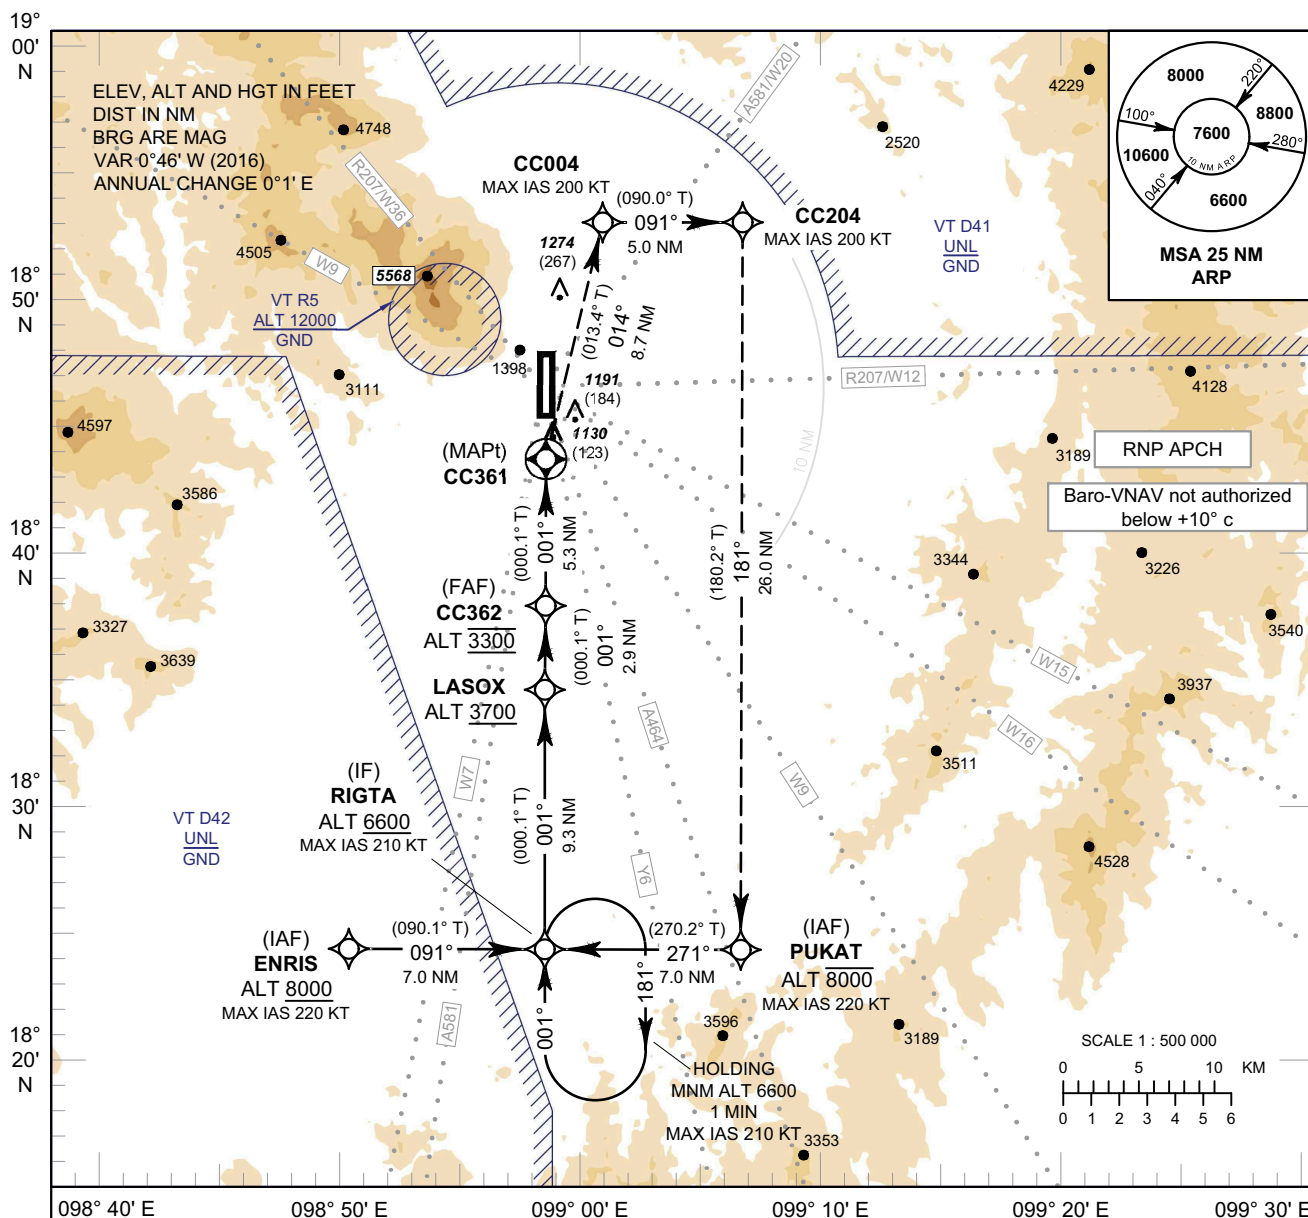 19°
00'
N
ELEV, ALT AND HGT IN FEET
DIST IN NM
BRG ARE MAG
VAR 0°46' W (2016)
ANNUAL CHANGE 0°1' E
4748
R207/W36
4505
W9
5568
VT R5
ALT 12000
GND
18°
50'
N
3111
1398
4597
3586
18°
40'
N
3327
3639
A581/W20
2520
4229
CC004
MAX IAS 200 KT
(090.0° T)
091°
5.0 NM
CC204
MAX IAS 200 KT
1274
(267)
(013.4° T)
014°
8.7 NM
1191
(184)
1130
(123)
(MAPt)
CC361
VT D41
UNL
GND
8000
220°
8800
100°
7600
10 NM ARP
280°
10600
040°
6600
MSA 25 NM
ARP
R207/W12
4128
10 NM
3189
RNP APCH
Baro-VNAV not authorized
below +10° c
3344
3226
3540
(000.1° T)
001°
5.3 NM
(FAF)
CC362
ALT 3300
(000.1° T)
001°
2.9 NM
LASOX
ALT 3700
(180.2° T)
181°
26.0 NM
W15
3937
W16
A464
3511
W7
W9
(IF)
RIGTA
ALT 6600
MAX IAS 210 KT
(000.1° T)
001°
9.3 NM
18°
30'
N
VT D42
UNL
GND
4528
Y6
(IAF)
ENRIS
ALT 8000
MAX IAS 220 KT
(090.1° T)
091°
7.0 NM
(270.2° T)
271°
7.0 NM
(IAF)
PUKAT
ALT 8000
MAX IAS 220 KT
A581
001°
181°
3596
3189
18°
20'
N
HOLDING
MNM ALT 6600
1 MIN
MAX IAS 210 KT
3353
SCALE 1 : 500 000
0 5 10 KM
0 1 2 3 4 5 6
098° 40' E 098° 50' E 099° 00' E 099° 10' E 099° 20' E 099° 30' E